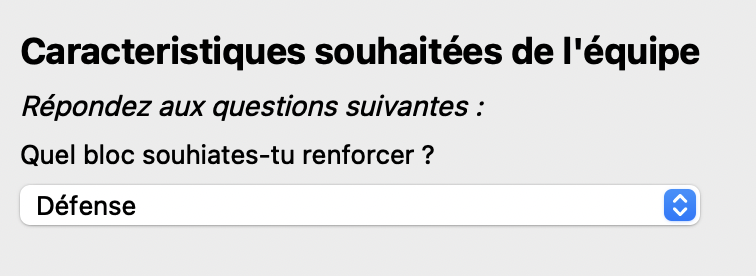 Caracteristiques souhaitées de l'équipe
Répondez aux questions suivantes :
Quel bloc souhiates-tu renforcer ?
Défense